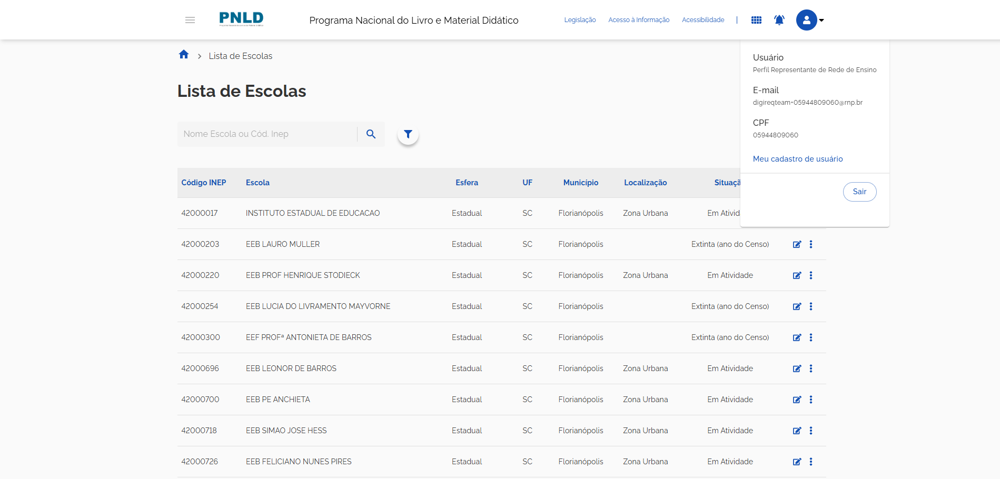 PNLD
Programa Nacional do Livro e Material Didático
Legislação
Acesso à Informação
Acessibilidade
Lista de Escolas
Usuário
Perfil Representante de Rede de Ensino
E-mail
digireqteam+05944809060@rnp.br
CPF
05944809060
Meu cadastro de usuário
Sair
Lista de Escolas
Nome Escola ou Cód. Inep
Código INEP Escola Esfera UF Município Localização Situaçã
42000017 INSTITUTO ESTADUAL DE EDUCACAO Estadual SC Florianópolis Zona Urbana Em Ativid
42000203 EEB LAURO MULLER Estadual SC Florianópolis Extinta (ano do Censo)
42000220 EEB PROF HENRIQUE STODIECK Estadual SC Florianópolis Zona Urbana Em Atividade
42000254 EEB LUCIA DO LIVRAMENTO MAYVORNE Estadual SC Florianópolis Extinta (ano do Censo)
42000300 EEF PROFª ANTONIETA DE BARROS Estadual SC Florianópolis Extinta (ano do Censo)
42000696 EEB LEONOR DE BARROS Estadual SC Florianópolis Zona Urbana Em Atividade
42000700 EEB PE ANCHIETA Estadual SC Florianópolis Zona Urbana Em Atividade
42000718 EEB SIMAO JOSE HESS Estadual SC Florianópolis Zona Urbana Em Atividade
42000726 EEB FELICIANO NUNES PIRES Estadual SC Florianópolis Zona Urbana Em Atividade